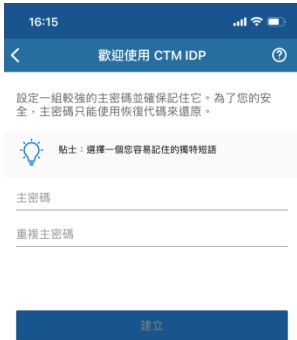 16:15
歡迎使用 CTM IDP
設定一組較強的主密碼並確保記住它。為了您的安
全，主密碼只能使用恢復代碼來還原。
貼士：選擇一個您容易記住的獨特短語
主密碼
重複主密碼
建立